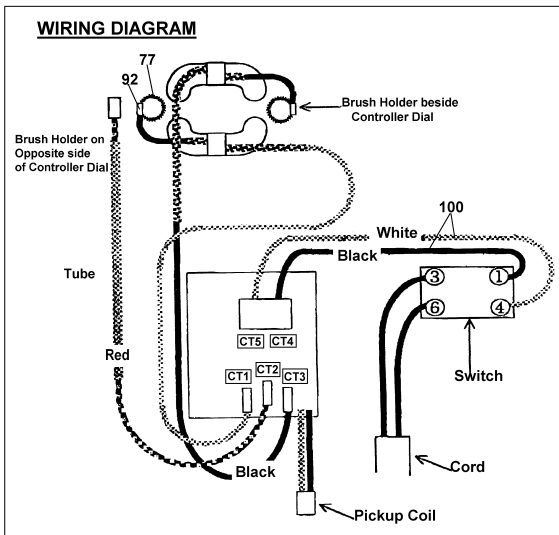 WIRING DIAGRAM
77
92
Brush Holder beside
Controller Dial
Brush Holder on
Opposite side
of Controller Dial
100
White
Black
Tube
3
1
6
4
CT5
CT4
Switch
Red
CT1
CT2
CT3
Black
Cord
Pickup Coil